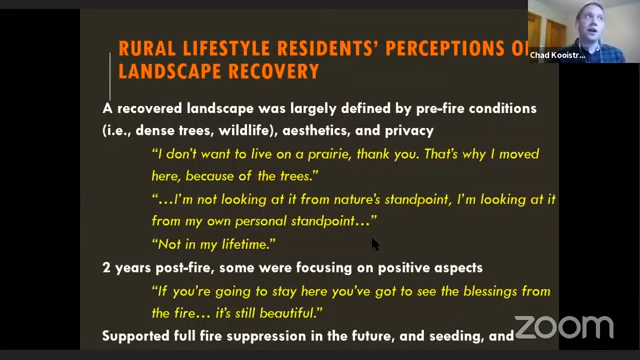 RURAL LIFESTYLE RESIDENTS' PERCEPTIONS O
LANDSCAPE RECOVERY
Chad Kooistr...
A recovered landscape was largely defined by pre-fire conditions
(i.e., dense trees, wildlife), aesthetics, and privacy
"I don't want to live on a prairie, thank you. That's why I moved
here, because of the trees."
"...I'm not looking at it from nature's standpoint, I'm looking at it
from my own personal standpoint..."
"Not in my lifetime."
2 years post-fire, some were focusing on positive aspects
"If you're going to stay here you've got to see the blessings from
the fire... it's still beautiful."
Supported full fire suppression in the future, and seeding, and
zoom